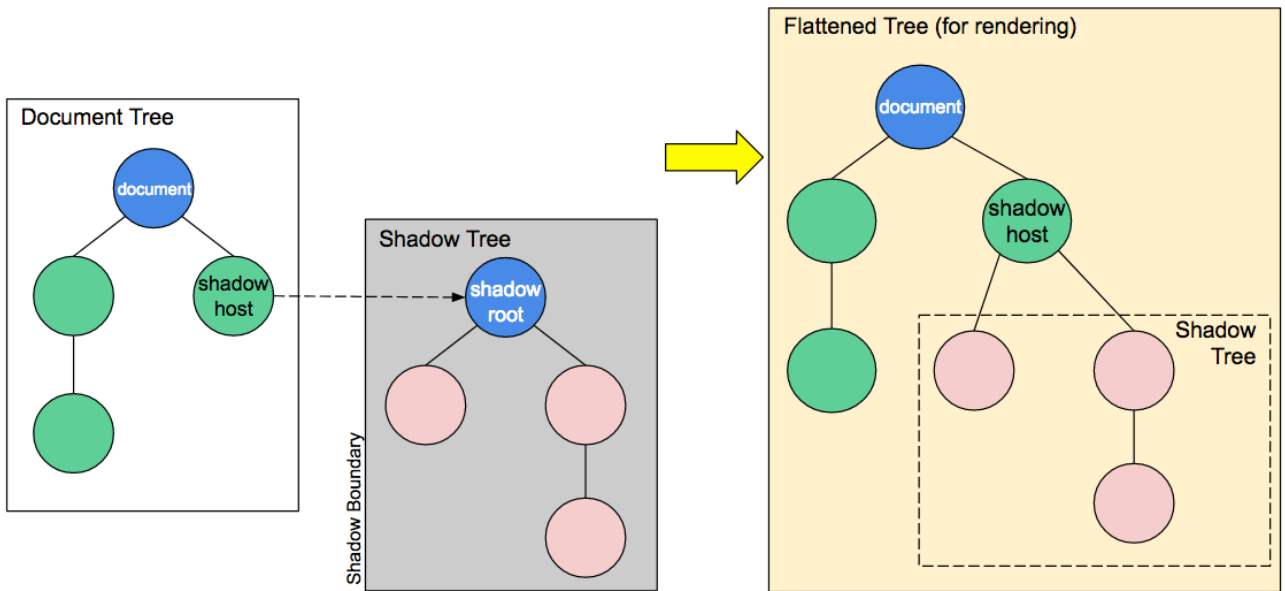 Document Tree
document
shadow
host
Shadow Tree
shadow
root
Shadow Boundary
Flattened Tree (for rendering)
document
shadow
host
Shadow
Tree